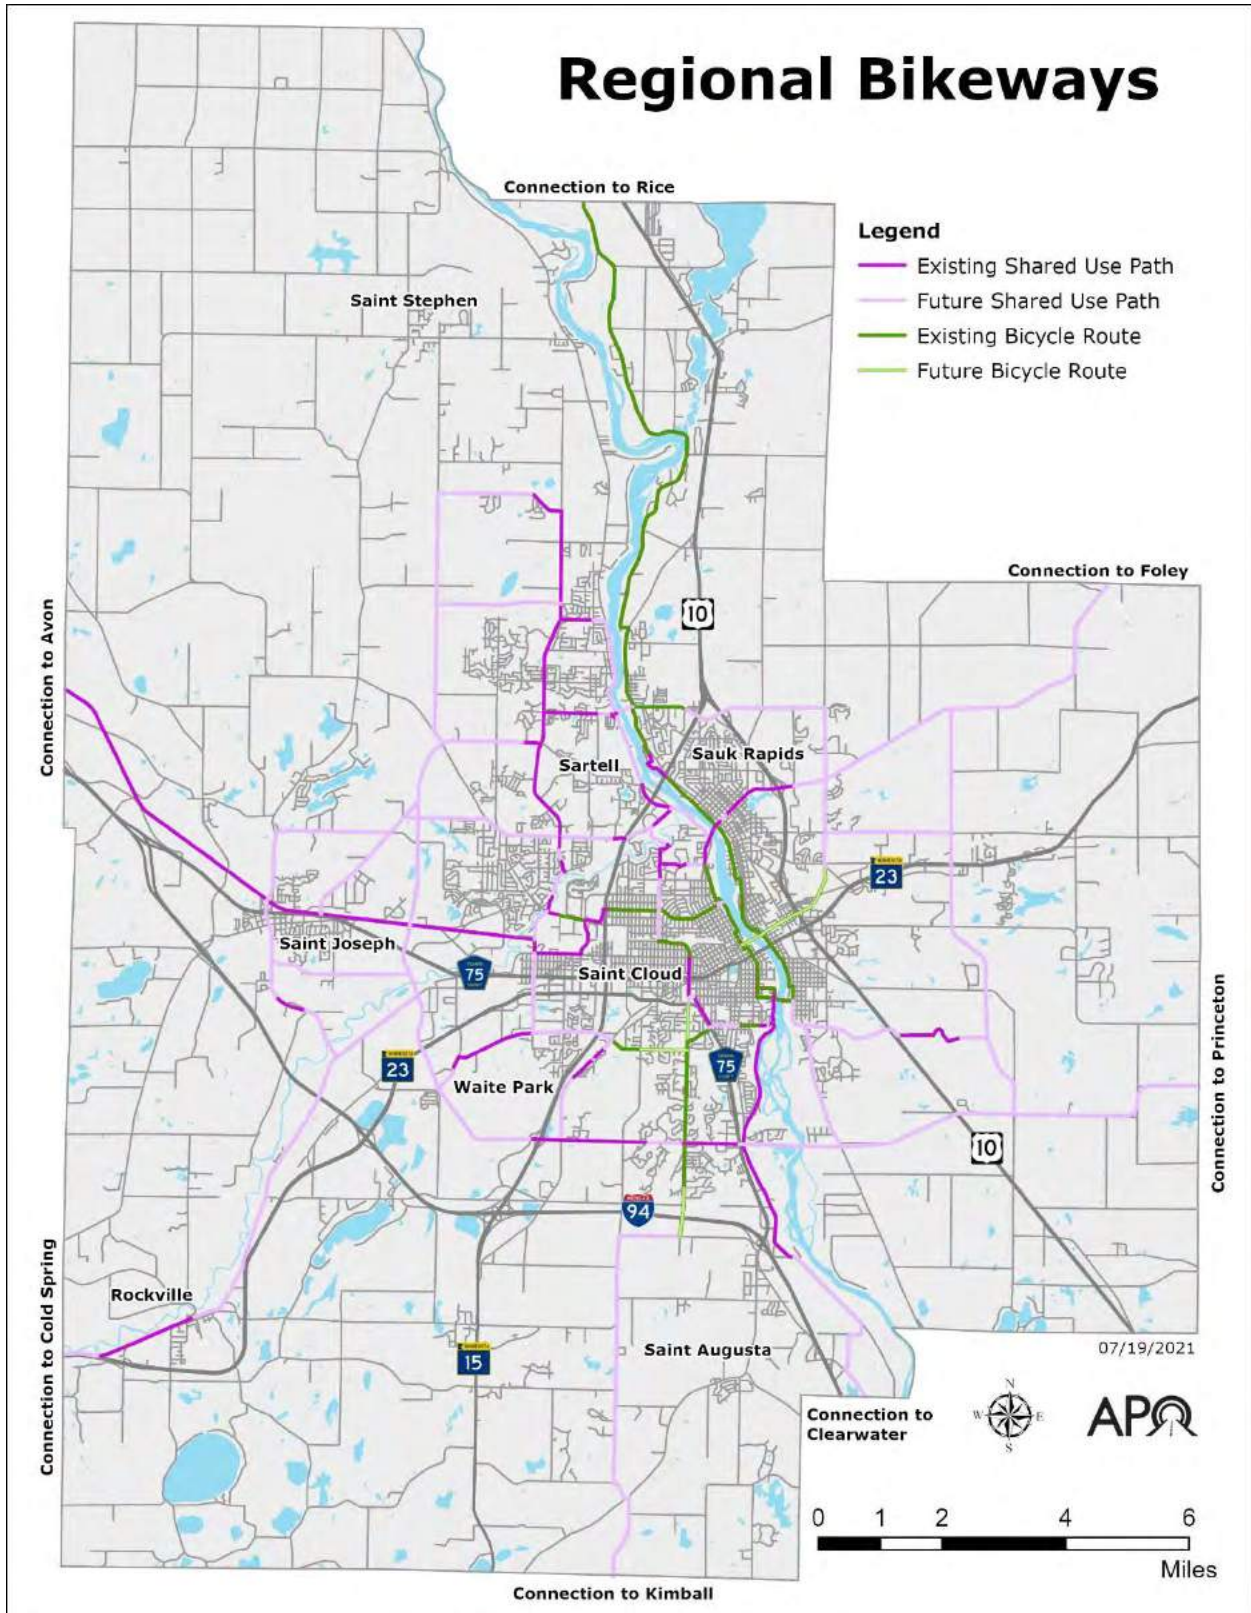 Regional Bikeways
Connection to Rice
Legend
Existing Shared Use Path
Future Shared Use Path
Existing Bicycle Route
Future Bicycle Route
Saint Stephen
Connection to Foley
10
Connection to Avon
Sauk Rapids
Sartell
23
Saint Joseph
75
Saint Cloud
23
75
Waite Park
Connection to Princeton
10
94
Rockville
Connection to Cold Spring
15
Saint Augusta
07/19/2021
N
W E
S
APO
Connection to
Clearwater
0 1 2 4 6
Miles
Connection to Kimball